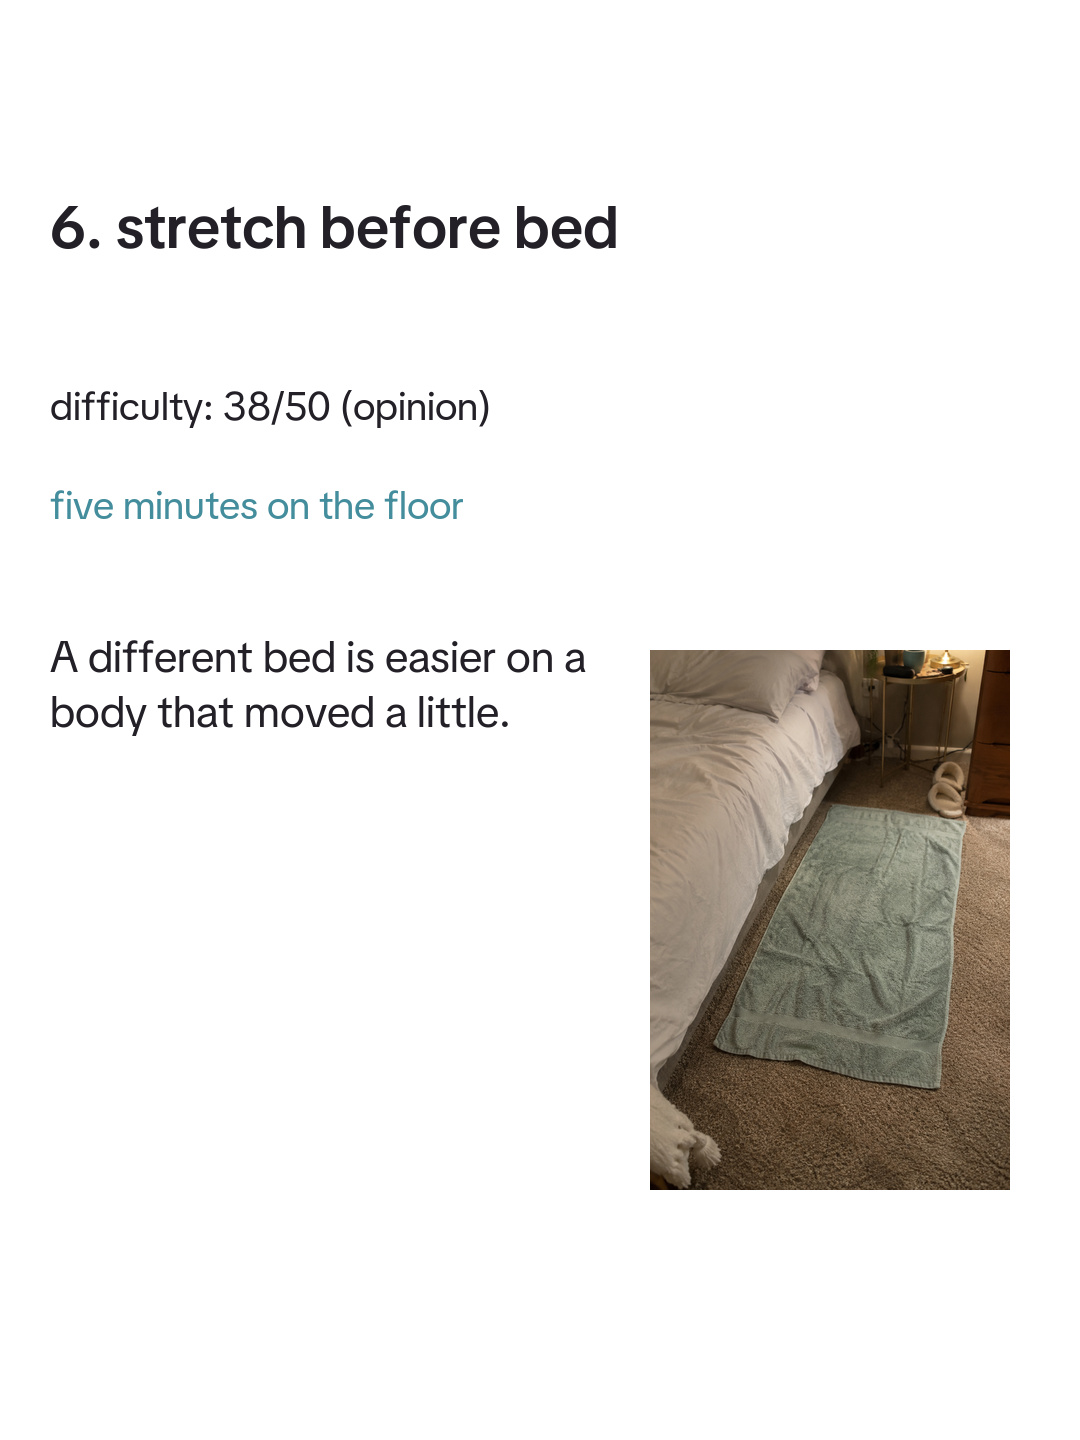 6. stretch before bed
difficulty: 38/50 (opinion)
five minutes on the floor
A different bed is easier on a
body that moved a little.